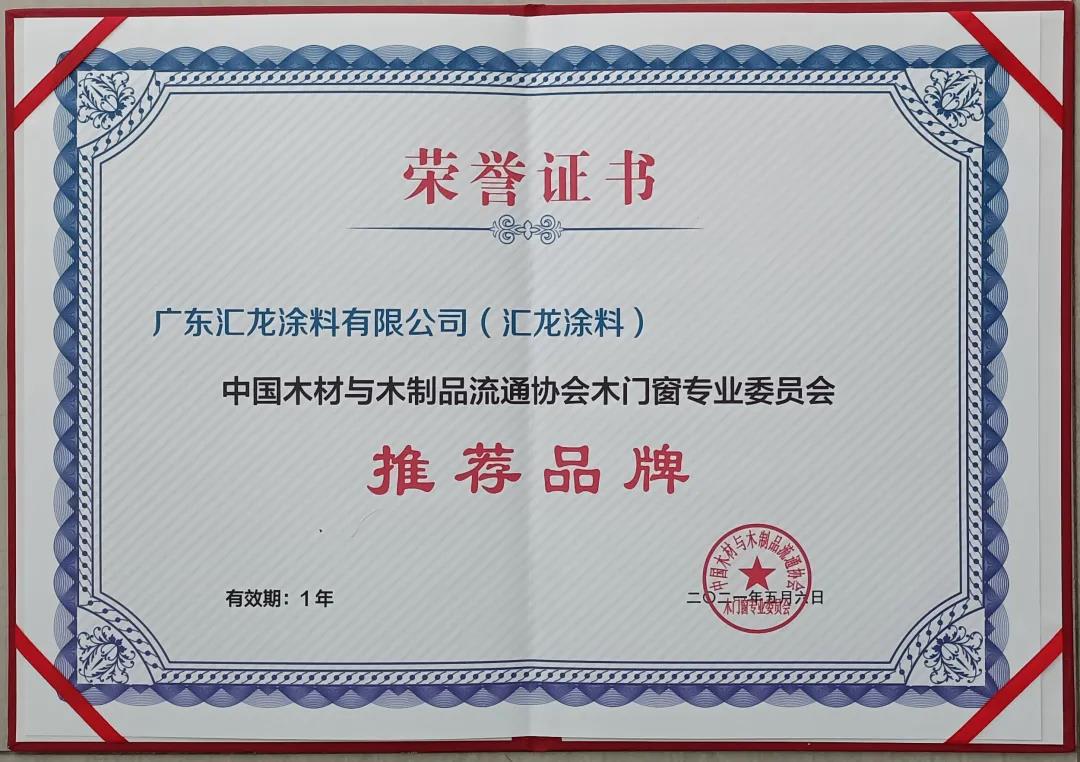 荣誉证书
广东汇龙涂料有限公司（汇龙涂料）
中国木材与木制品流通协会木门窗专业委员会
推荐品牌
有效期：1年
二〇二一年五月六日
中国木材与木制品流通协会
木门窗专业委员会